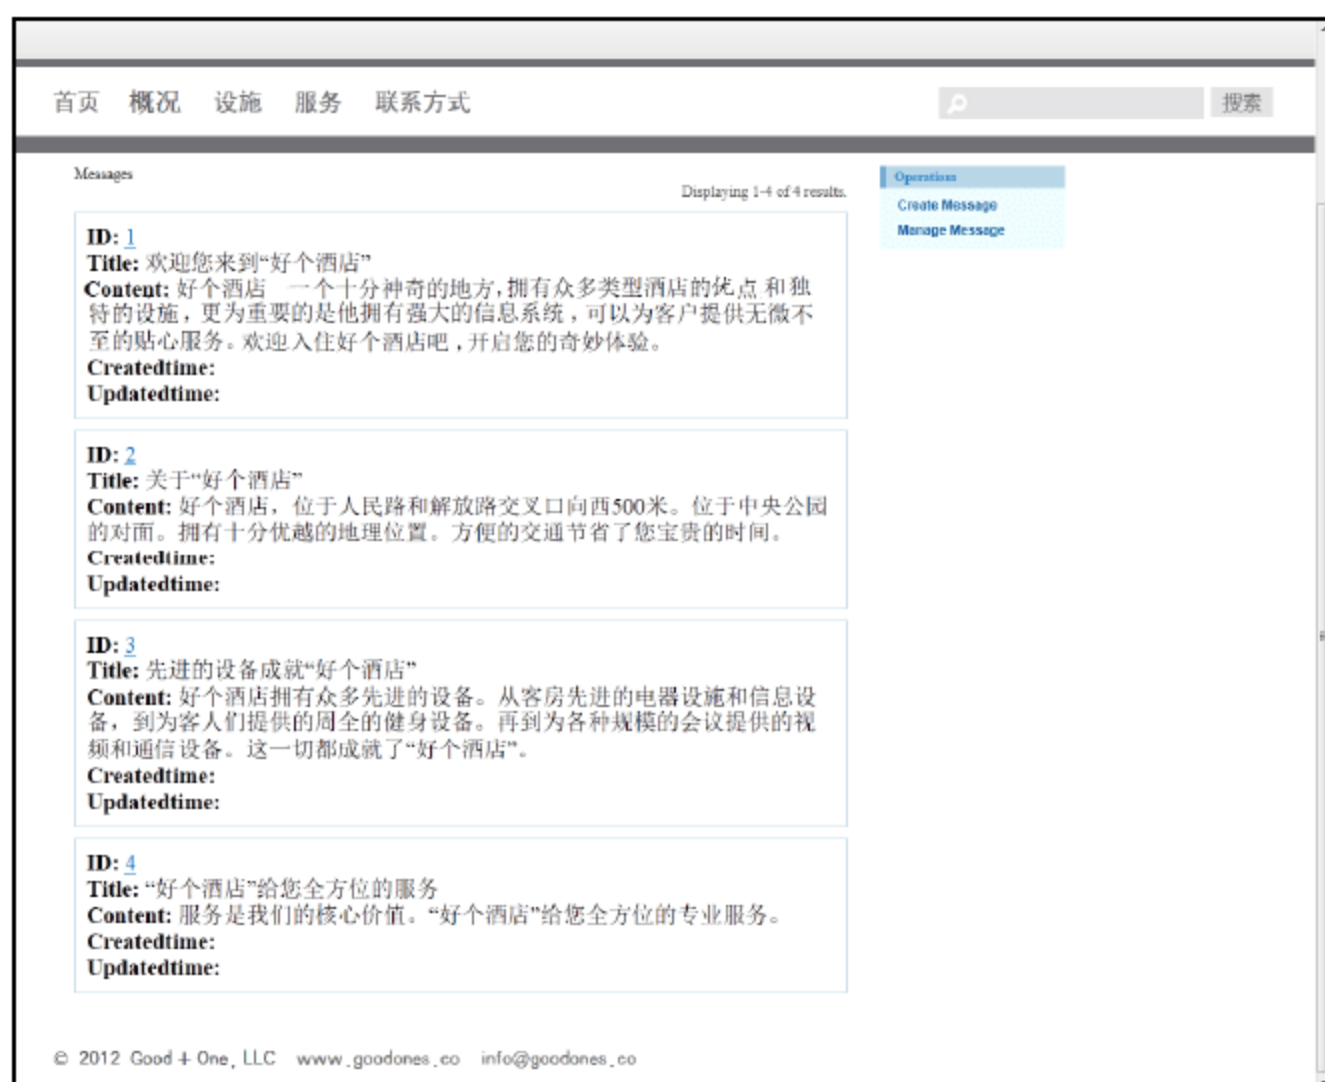 首页 概况 设施 服务 联系方式 搜索
Messages
Displaying 1-4 of 4 results.
ID: 1
Title: 欢迎您来到“好个酒店”
Content: 好个酒店 一个十分神奇的地方,拥有众多类型酒店的优点 和独
特的设施，更为重要的是他拥有强大的信息系统，可以为客户提供无微不
至的贴心服务。欢迎入住好个酒店吧，开启您的奇妙体验。
Createdtime:
Updatedtime:
ID: 2
Title: 关于“好个酒店”
Content: 好个酒店，位于人民路和解放路交叉口向西500米。位于中央公园
的对面。拥有十分优越的地理位置。方便的交通节省了您宝贵的时间。
Createdtime:
Updatedtime:
ID: 3
Title: 先进的设备成就“好个酒店”
Content: 好个酒店拥有众多先进的设备。从客房先进的电器设施和信息设
备，到为客人们提供的周全的健身设备。再到为各种规模的会议提供的视
频和通信设备。这一切都成就了“好个酒店”。
Createdtime:
Updatedtime:
ID: 4
Title: “好个酒店”给您全方位的服务
Content: 服务是我们的核心价值。“好个酒店”给您全方位的专业服务。
Createdtime:
Updatedtime:
Operations
Create Message
Manage Message
© 2012 Good + One, LLC www.goodones.co info@goodones.co